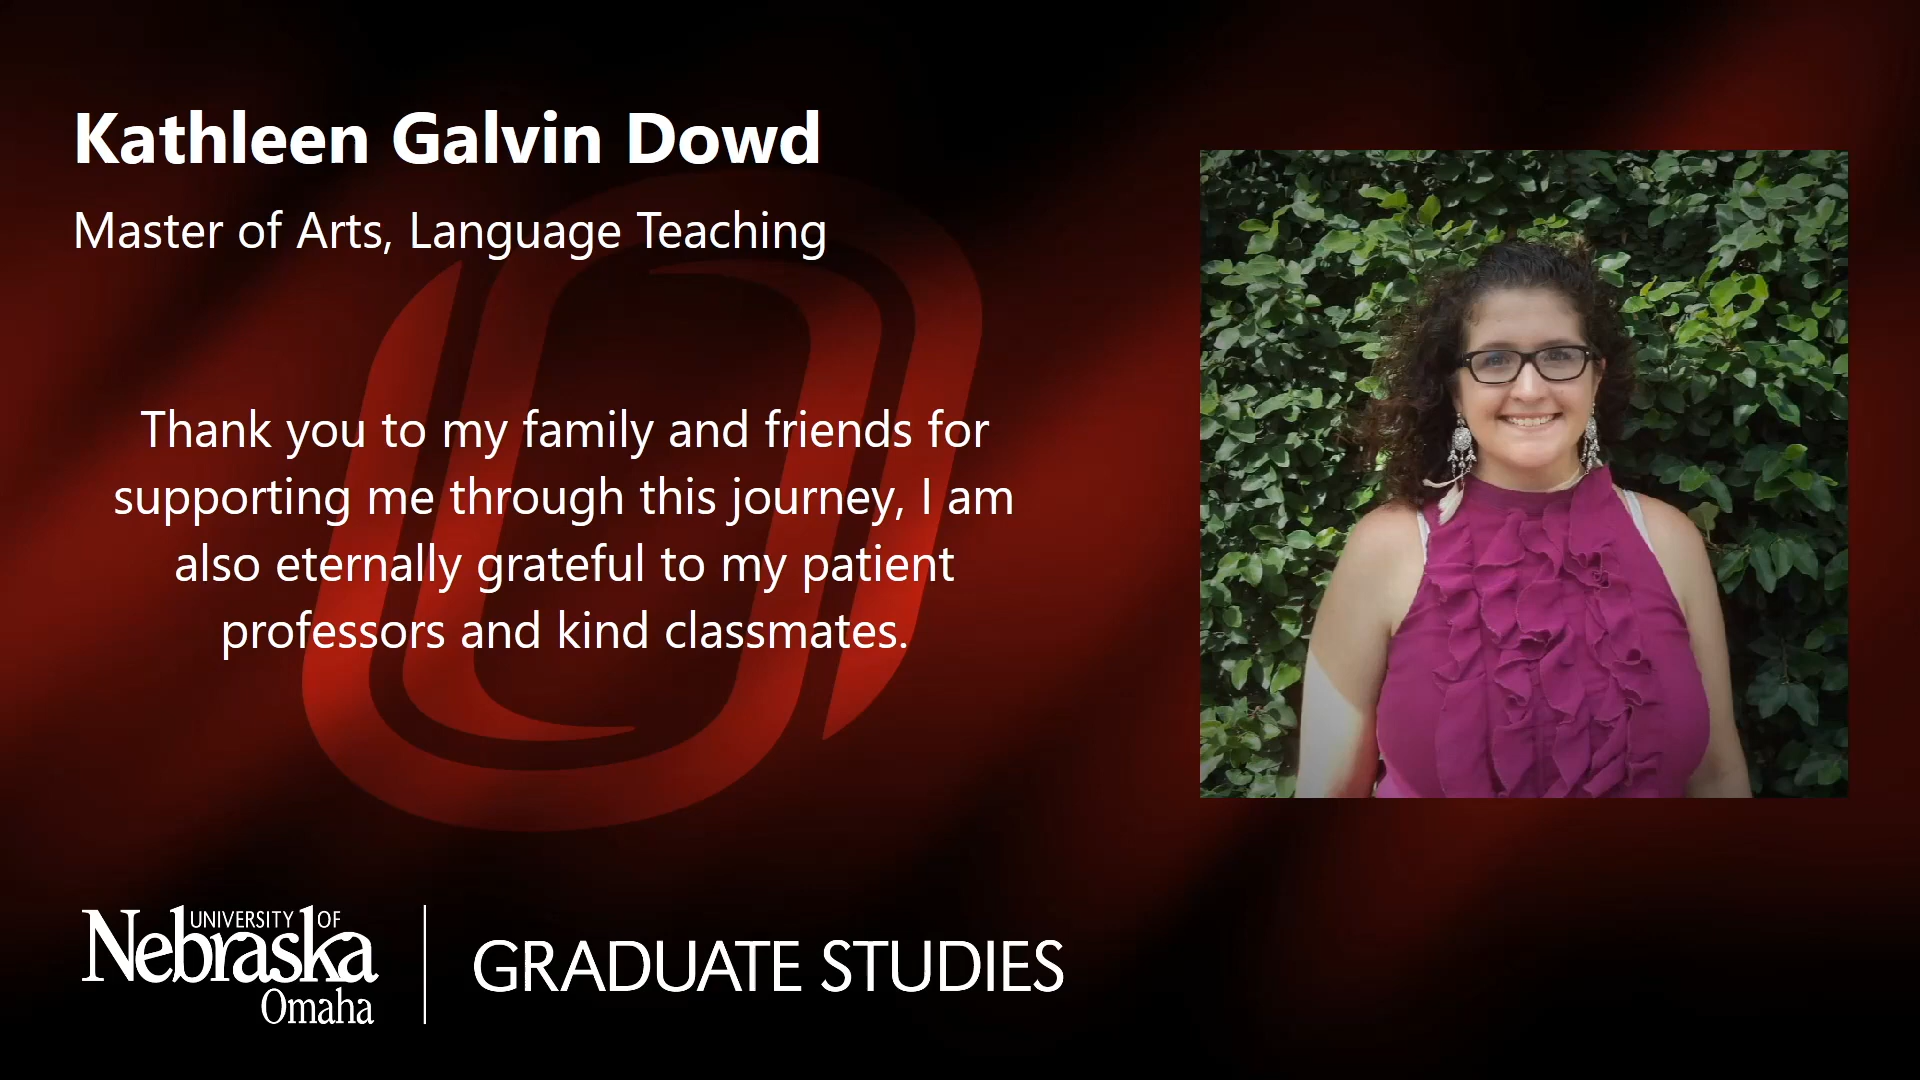 Kathleen Galvin Dowd
Master of Arts, Language Teaching
Thank you to my family and friends for
supporting me through this journey, I am
also eternally grateful to my patient
professors and kind classmates.
UNIVERSITY OF
Nebraska
Omaha
GRADUATE STUDIES